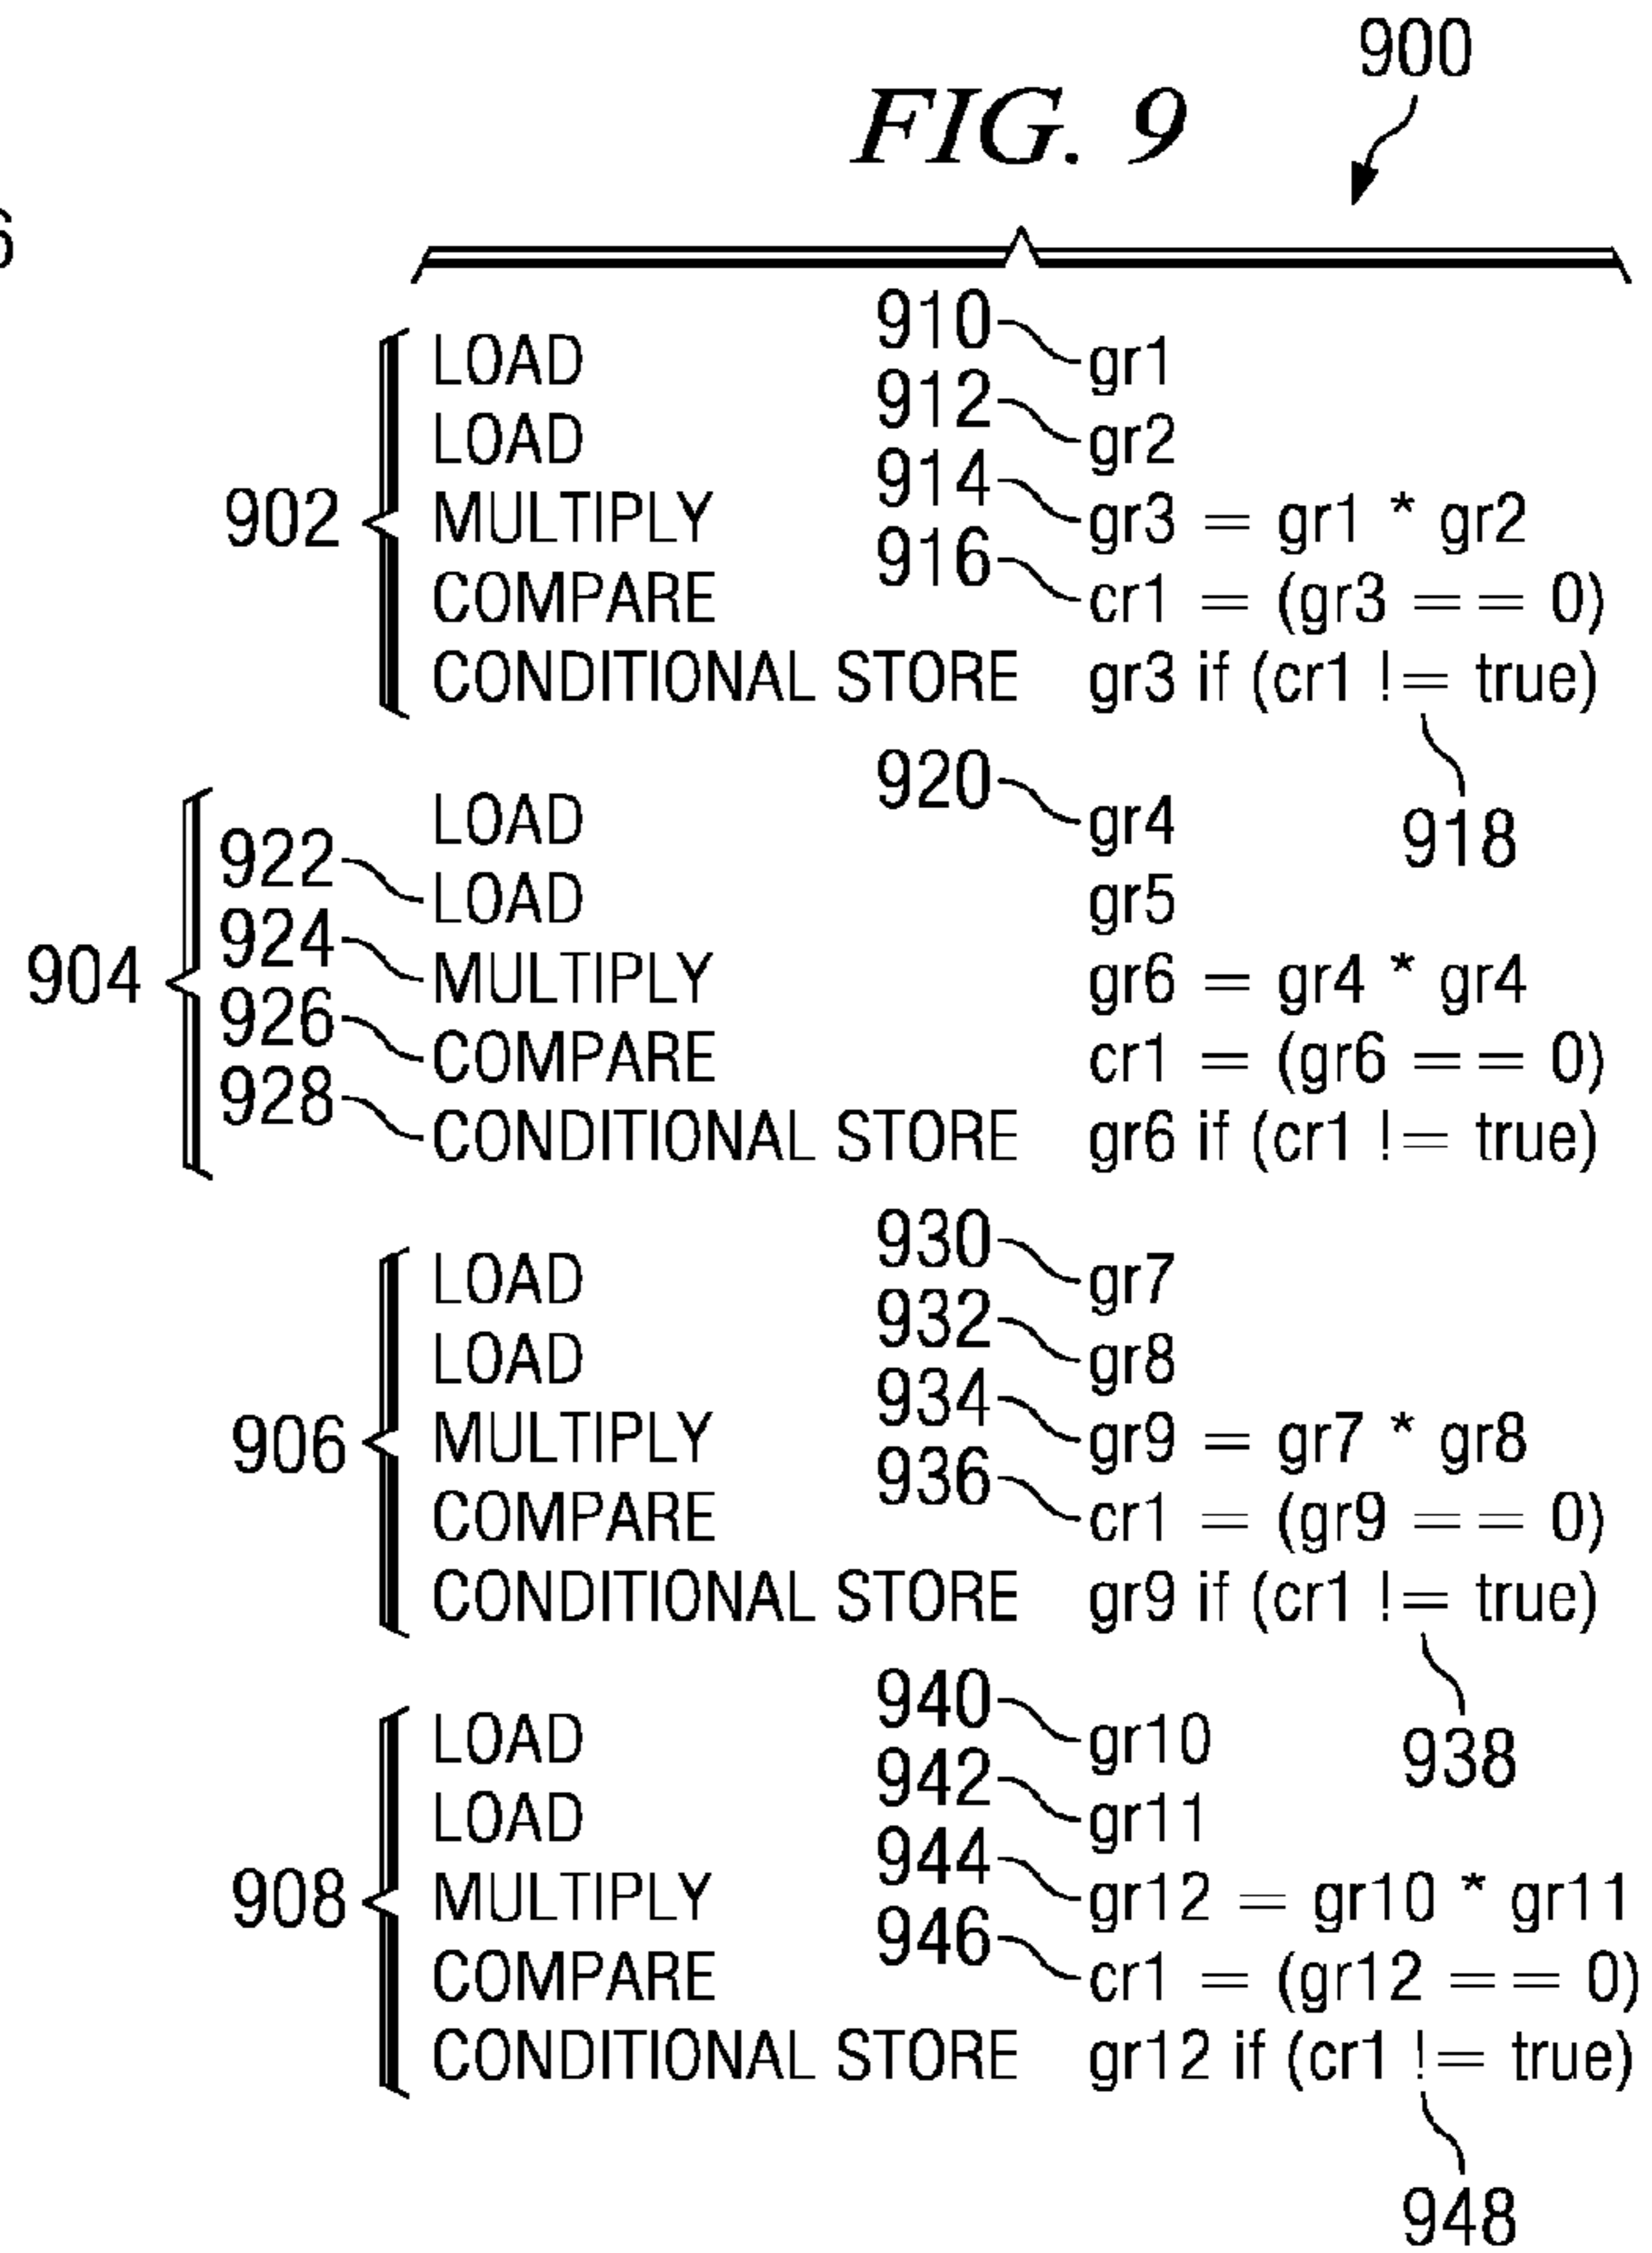 900
FIG. 9
910
LOAD gr1
912
LOAD gr2
914
902 MULTIPLY gr3 = gr1 * gr2
916
COMPARE cr1 = (gr3 == 0)
CONDITIONAL STORE gr3 if (cr1 != true)
918
920
LOAD gr4
922
LOAD gr5
924
904 MULTIPLY gr6 = gr4 * gr4
926
COMPARE cr1 = (gr6 == 0)
928
CONDITIONAL STORE gr6 if (cr1 != true)
930
LOAD gr7
932
LOAD gr8
934
906 MULTIPLY gr9 = gr7 * gr8
936
COMPARE cr1 = (gr9 == 0)
CONDITIONAL STORE gr9 if (cr1 != true)
938
940
LOAD gr10
942
LOAD gr11
944
908 MULTIPLY gr12 = gr10 * gr11
946
COMPARE cr1 = (gr12 == 0)
CONDITIONAL STORE gr12 if (cr1 != true)
948